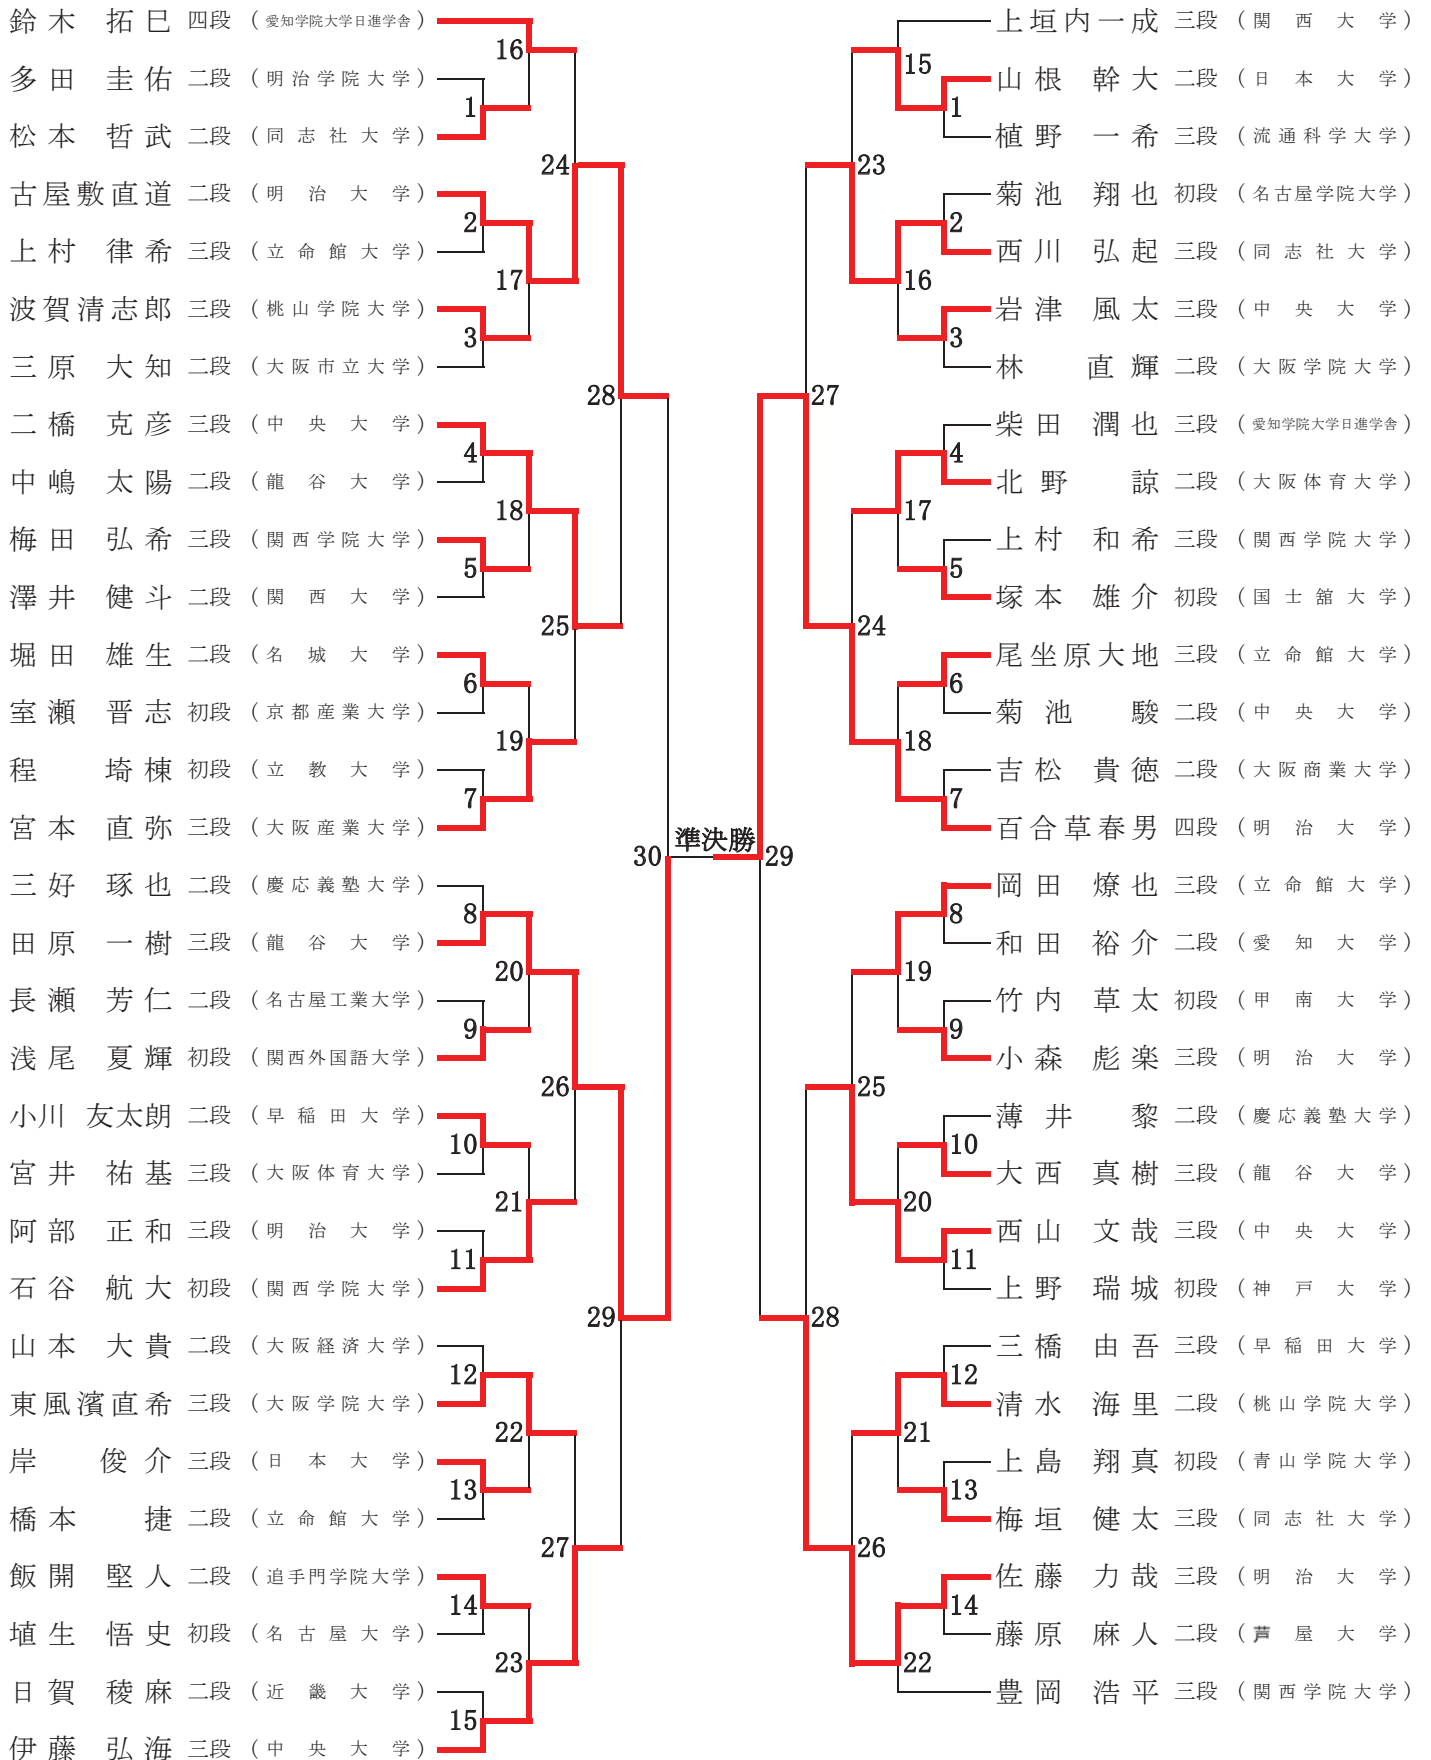 鈴木 拓巳 四段 （愛知学院大学日進学舎）
16
多田 圭佑 二段 （明治学院大学）
1
松本 哲武 二段 （同志社大学）
24
古屋敷直道 二段 （明治大学）
2
上村 律希 三段 （立命館大学）
17
波賀清志郎 三段 （桃山学院大学）
3
三原 大知 二段 （大阪市立大学）
28
二橋 克彦 三段 （中央大学）
4
中嶋 太陽 二段 （龍谷大学）
18
梅田 弘希 三段 （関西学院大学）
5
澤井 健斗 二段 （関西大学）
25
堀田 雄生 二段 （名城大学）
6
室瀬 晋志 初段 （京都産業大学）
19
程 埼棟 初段 （立教大学）
7
宮本 直弥 三段 （大阪産業大学）
30
準決勝
29
三好 琢也 二段 （慶応義塾大学）
8
田原 一樹 三段 （龍谷大学）
20
長瀬 芳仁 二段 （名古屋工業大学）
9
浅尾 夏輝 初段 （関西外国語大学）
26
小川 友太朗 二段 （早稲田大学）
10
宮井 祐基 三段 （大阪体育大学）
21
阿部 正和 三段 （明治大学）
11
石谷 航大 初段 （関西学院大学）
29
山本 大貴 二段 （大阪経済大学）
12
東風濱直希 三段 （大阪学院大学）
22
岸 俊介 三段 （日本大学）
13
橋本 捷 二段 （立命館大学）
27
飯開 堅人 二段 （追手門学院大学）
14
埴生 悟史 初段 （名古屋大学）
23
日賀 稜麻 二段 （近畿大学）
15
伊藤 弘海 三段 （中央大学）
上垣内一成 三段 （関西大学）
15
山根 幹大 二段 （日本大学）
1
植野 一希 三段 （流通科学大学）
23
菊池 翔也 初段 （名古屋学院大学）
2
西川 弘起 三段 （同志社大学）
16
岩津 風太 三段 （中央大学）
3
林 直輝 二段 （大阪学院大学）
27
柴田 潤也 三段 （愛知学院大学日進学舎）
4
北野 諒 二段 （大阪体育大学）
17
上村 和希 三段 （関西学院大学）
5
塚本 雄介 初段 （国士舘大学）
24
尾坐原大地 三段 （立命館大学）
6
菊池 駿 二段 （中央大学）
18
吉松 貴徳 二段 （大阪商業大学）
7
百合草春男 四段 （明治大学）
岡田 燎也 三段 （立命館大学）
8
和田 裕介 二段 （愛知大学）
19
竹内 草太 初段 （甲南大学）
9
小森 彪楽 三段 （明治大学）
25
薄井 黎 二段 （慶応義塾大学）
10
大西 真樹 三段 （龍谷大学）
20
西山 文哉 三段 （中央大学）
11
上野 瑞城 初段 （神戸大学）
28
三橋 由吾 三段 （早稲田大学）
12
清水 海里 二段 （桃山学院大学）
21
上島 翔真 初段 （青山学院大学）
13
梅垣 健太 三段 （同志社大学）
26
佐藤 力哉 三段 （明治大学）
14
藤原 麻人 二段 （芦屋大学）
22
豊岡 浩平 三段 （関西学院大学）